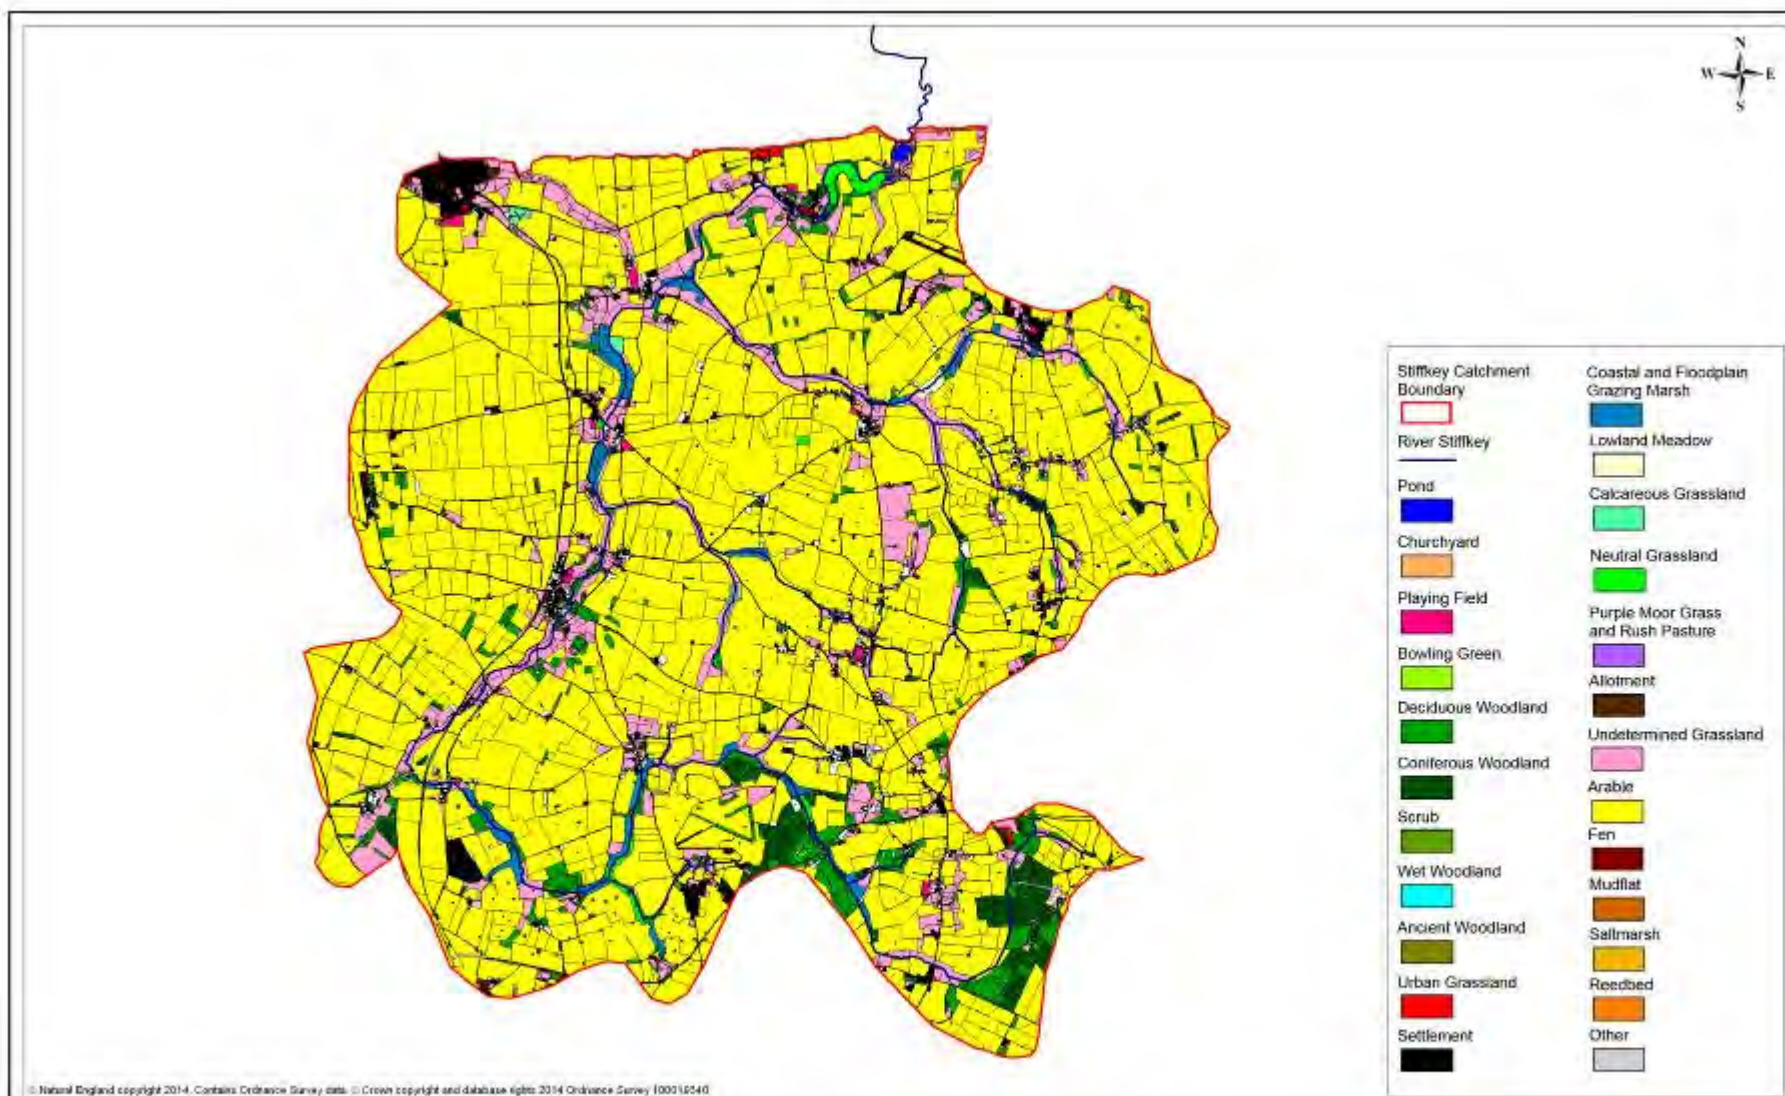 N
W E
S
Stiffkey Catchment
Boundary
River Stiffkey
Pond
Churchyard
Playing Field
Bowling Green
Deciduous Woodland
Coniferous Woodland
Scrub
Wet Woodland
Ancient Woodland
Urban Grassland
Settlement
Coastal and Floodplain
Grazing Marsh
Lowland Meadow
Calcareous Grassland
Neutral Grassland
Purple Moor Grass
and Rush Pasture
Allotment
Undetermined Grassland
Arable
Fen
Mudflat
Saltmarsh
Reedbed
Other
© Natural England copyright 2014. Contains Ordnance Survey data. © Crown copyright and database rights 2014 Ordnance Survey